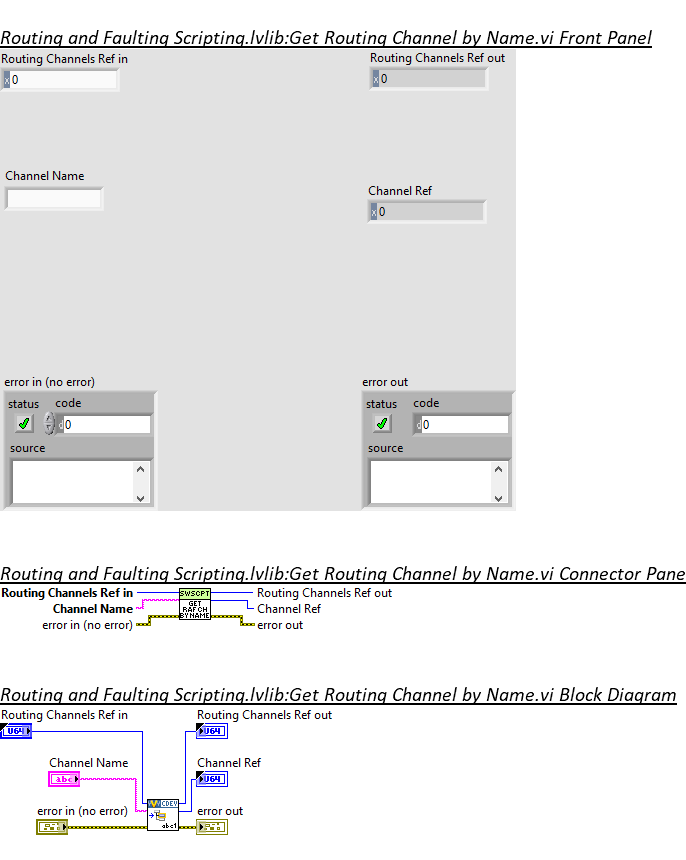 Routing and Faulting Scripting.lvlib:Get Routing Channel by Name.vi Front Panel
Routing Channels Ref in
Routing Channels Ref out
x 0
x 0
Channel Name
Channel Ref
x 0
error in (no error)
error out
status code
status code
d 0
d 0
source
source
Routing and Faulting Scripting.lvlib:Get Routing Channel by Name.vi Connector Pane
Routing Channels Ref in
SWSCPT
Routing Channels Ref out
Channel Name
GET
RAF CH
BY NAME
Channel Ref
error in (no error)
error out
Routing and Faulting Scripting.lvlib:Get Routing Channel by Name.vi Block Diagram
Routing Channels Ref in
Routing Channels Ref out
U64
U64
Channel Name
Channel Ref
abc
U64
error in (no error)
CDEV
error out
abc1